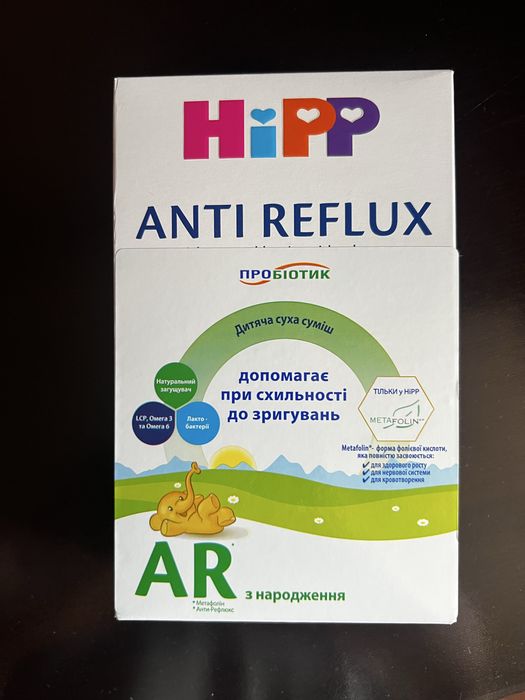 HiPP
ANTI REFLUX
ПРОБІОТИК
Дитяча суха суміш
Натуральний
загущувач
LCP, Омега 3
та Омега 6
Лакто-
бактерії
допомагає
при схильності
до зригувань
ТІЛЬКИ у HiPP
METAFOLIN**
Metafolin®- форма фолієвої кислоти,
яка повністю засвоюється:
для здорового росту
для нервової системи
для кровотворення
AR*
* Метафолін
* Анти-Рефлюкс
з народження